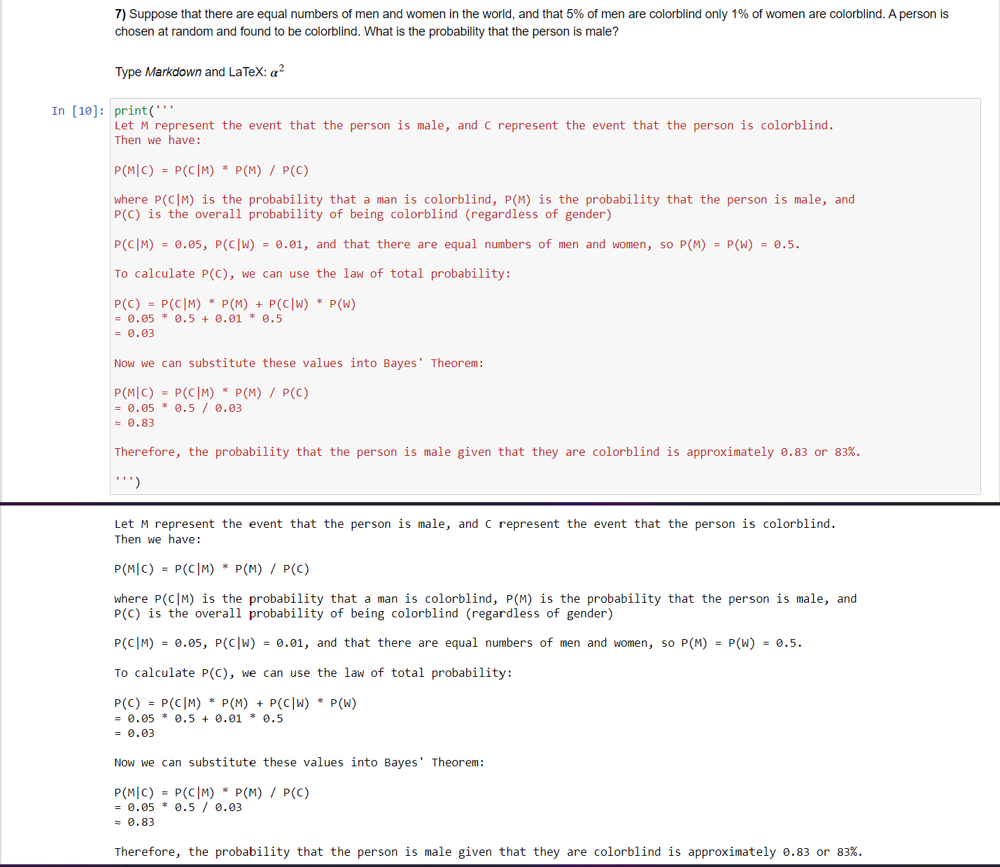 7) Suppose that there are equal numbers of men and women in the world, and that 5% of men are colorblind only 1% of women are colorblind. A person is
chosen at random and found to be colorblind. What is the probability that the person is male?
Type Markdown and LaTeX: α²
In [10]: print('''
Let M represent the event that the person is male, and C represent the event that the person is colorblind.
Then we have:
P(M|C) = P(C|M) * P(M) / P(C)
where P(C|M) is the probability that a man is colorblind, P(M) is the probability that the person is male, and
P(C) is the overall probability of being colorblind (regardless of gender)
P(C|M) = 0.05, P(C|W) = 0.01, and that there are equal numbers of men and women, so P(M) = P(W) = 0.5.
To calculate P(C), we can use the law of total probability:
P(C) = P(C|M) * P(M) + P(C|W) * P(W)
= 0.05 * 0.5 + 0.01 * 0.5
= 0.03
Now we can substitute these values into Bayes' Theorem:
P(M|C) = P(C|M) * P(M) / P(C)
= 0.05 * 0.5 / 0.03
≈ 0.83
Therefore, the probability that the person is male given that they are colorblind is approximately 0.83 or 83%.
''')
Let M represent the event that the person is male, and C represent the event that the person is colorblind.
Then we have:
P(M|C) = P(C|M) * P(M) / P(C)
where P(C|M) is the probability that a man is colorblind, P(M) is the probability that the person is male, and
P(C) is the overall probability of being colorblind (regardless of gender)
P(C|M) = 0.05, P(C|W) = 0.01, and that there are equal numbers of men and women, so P(M) = P(W) = 0.5.
To calculate P(C), we can use the law of total probability:
P(C) = P(C|M) * P(M) + P(C|W) * P(W)
= 0.05 * 0.5 + 0.01 * 0.5
= 0.03
Now we can substitute these values into Bayes' Theorem:
P(M|C) = P(C|M) * P(M) / P(C)
= 0.05 * 0.5 / 0.03
≈ 0.83
Therefore, the probability that the person is male given that they are colorblind is approximately 0.83 or 83%.